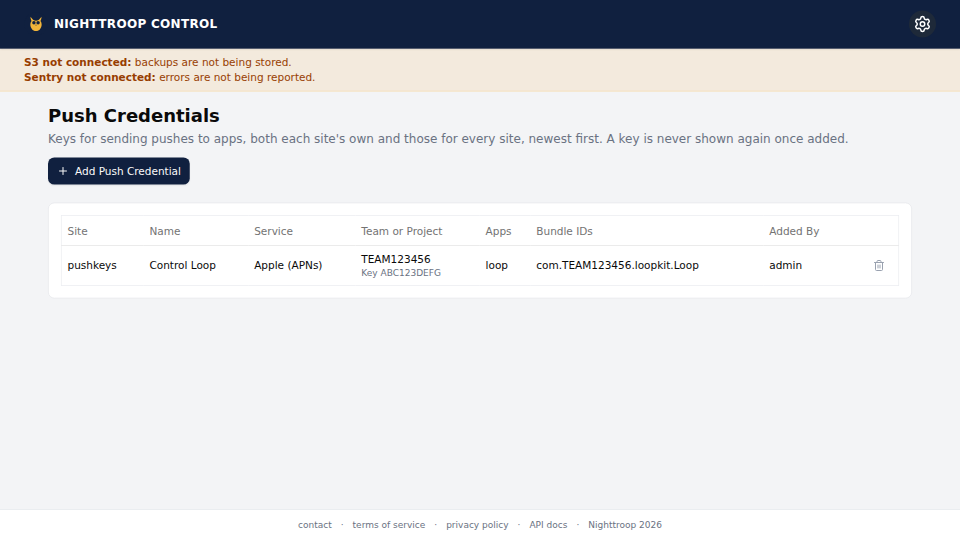 NIGHTTROOP CONTROL
S3 not connected: backups are not being stored.
Sentry not connected: errors are not being reported.
Push Credentials
Keys for sending pushes to apps, both each site's own and those for every site, newest first. A key is never shown again once added.
+ Add Push Credential
Site Name Service Team or Project Apps Bundle IDs Added By
pushkeys Control Loop Apple (APNs) TEAM123456 loop com.TEAM123456.loopkit.Loop admin
Key ABC123DEFG
contact · terms of service · privacy policy · API docs · Nighttroop 2026